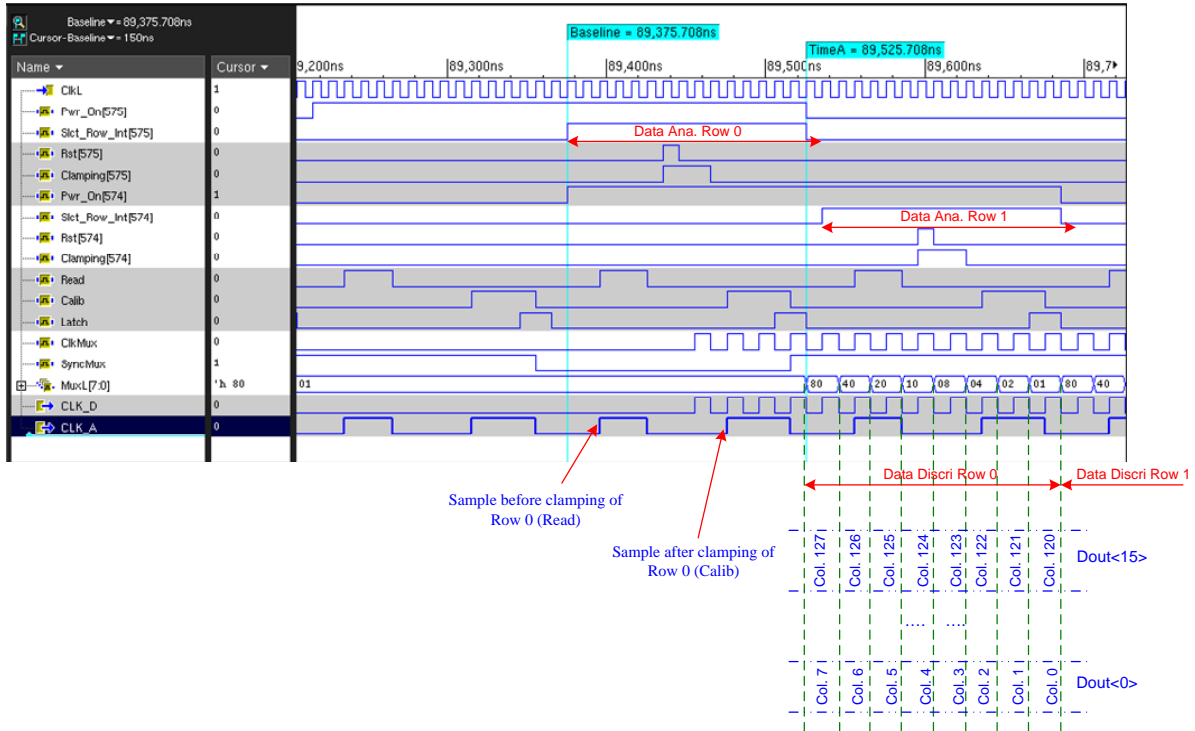 Baseline ▾ = 89,375.708ns
Cursor-Baseline ▾ = 150ns
Baseline = 89,375.708ns
TimeA = 89,525.708ns
Name ▾ Cursor ▾ 9,200ns 89,300ns 89,400ns 89,500ns 89,600ns 89,7
ClkL 1
Pwr_On[575] 0
Slct_Row_Int[575] 0 Data Ana. Row 0
Rst[575] 0
Clamping[575] 0
Pwr_On[574] 1
Slct_Row_Int[574] 0 Data Ana. Row 1
Rst[574] 0
Clamping[574] 0
Read 0
Calib 0
Latch 0
ClkMux 0
SyncMux 1
MuxL[7:0] 'h 80 01 80 40 20 10 08 04 02 01 80 40
CLK_D 0
CLK_A 0
Data Discri Row 0 Data Discri Row 1
Sample before clamping of
Row 0 (Read)
Sample after clamping of
Row 0 (Calib)
Col. 127 Col. 126 Col. 125 Col. 124 Col. 123 Col. 122 Col. 121 Col. 120 Dout<15>
.... ....
Col. 7 Col. 6 Col. 5 Col. 4 Col. 3 Col. 2 Col. 1 Col. 0 Dout<0>